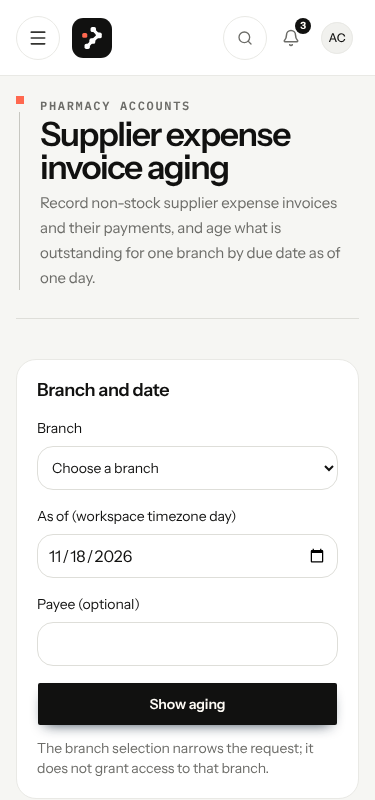 3
AC
PHARMACY ACCOUNTS
Supplier expense
invoice aging
Record non-stock supplier expense invoices
and their payments, and age what is
outstanding for one branch by due date as of
one day.
Branch and date
Branch
Choose a branch
As of (workspace timezone day)
11/18/2026
Payee (optional)
Show aging
The branch selection narrows the request; it
does not grant access to that branch.